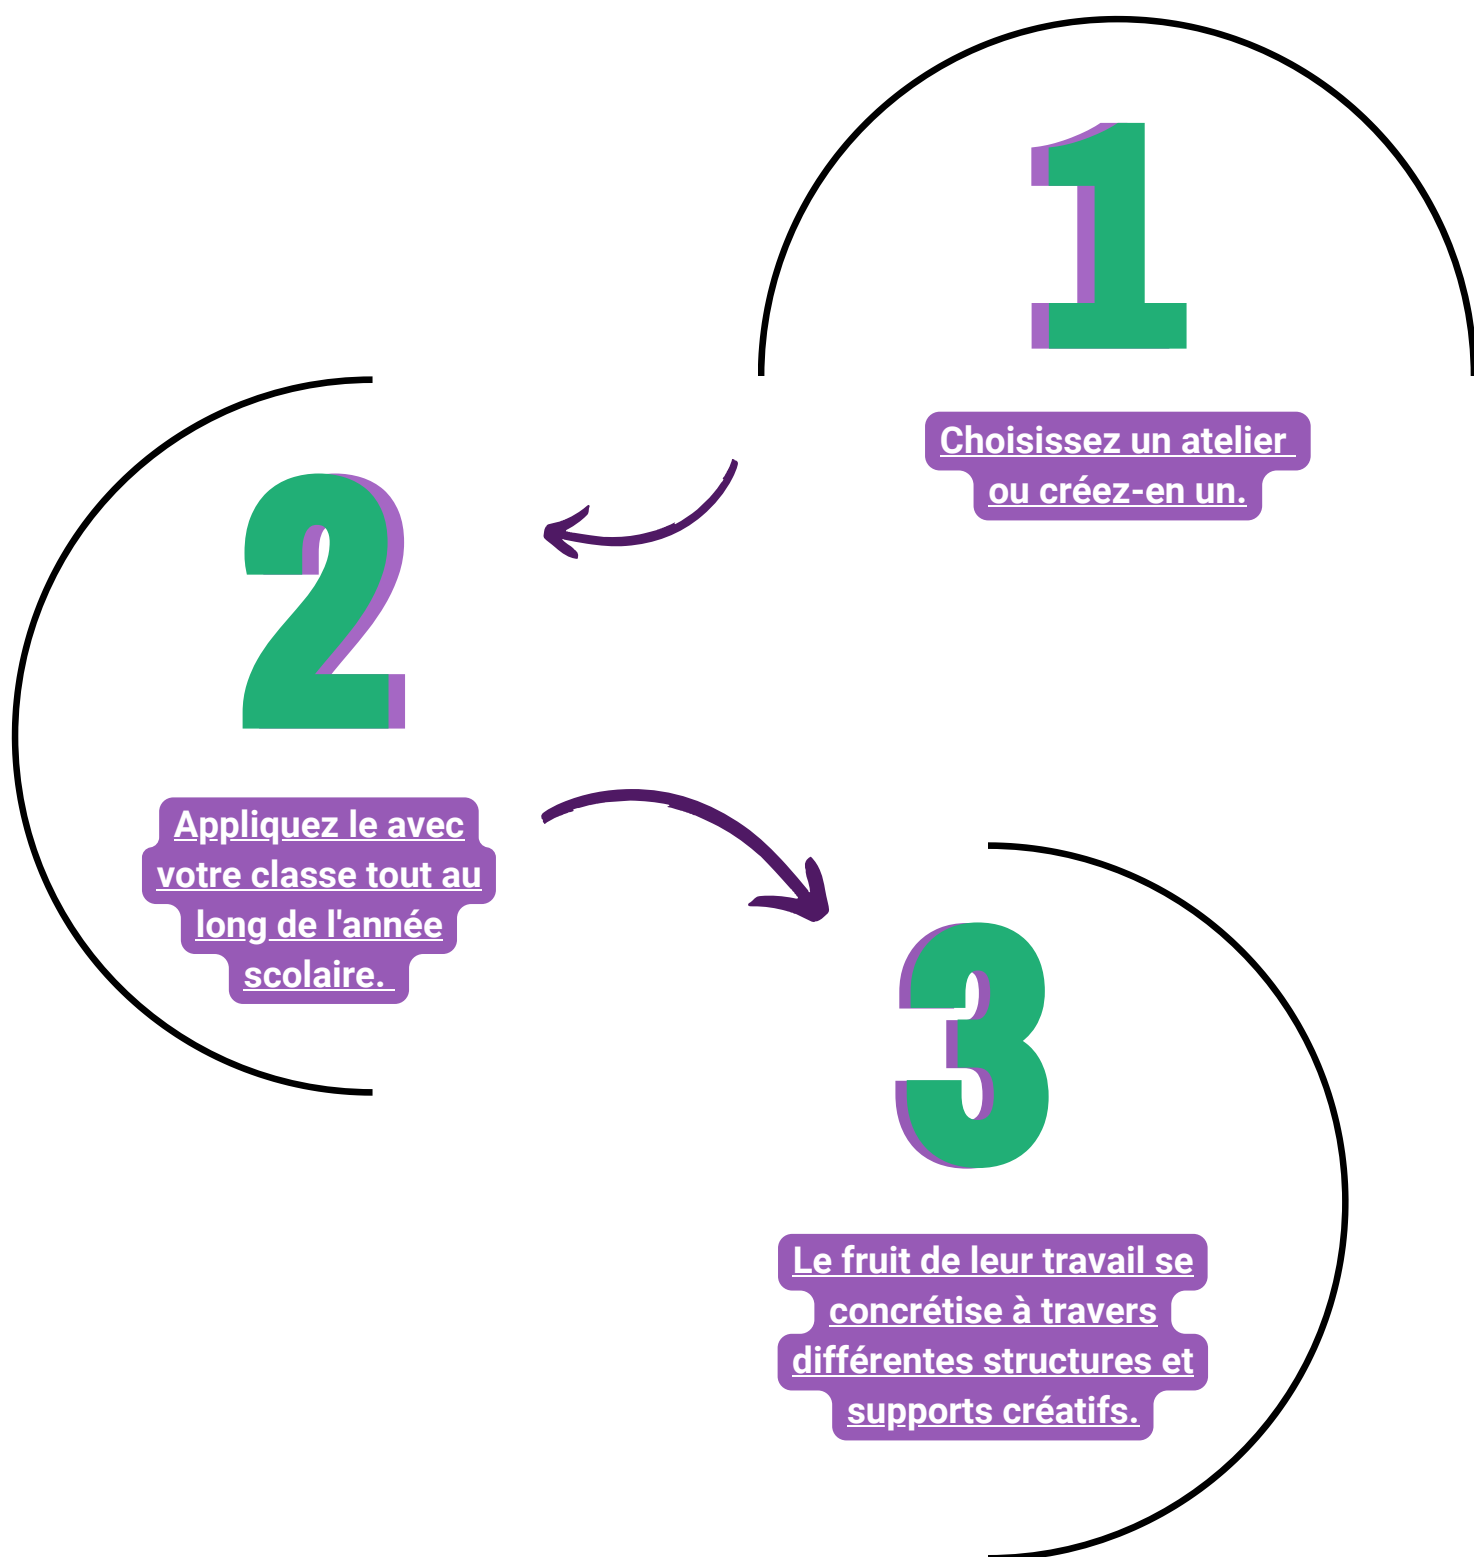 1
Choisissez un atelier
ou créez-en un.
2
Appliquez le avec
votre classe tout au
long de l'année
scolaire.
3
Le fruit de leur travail se
concrétise à travers
différentes structures et
supports créatifs.